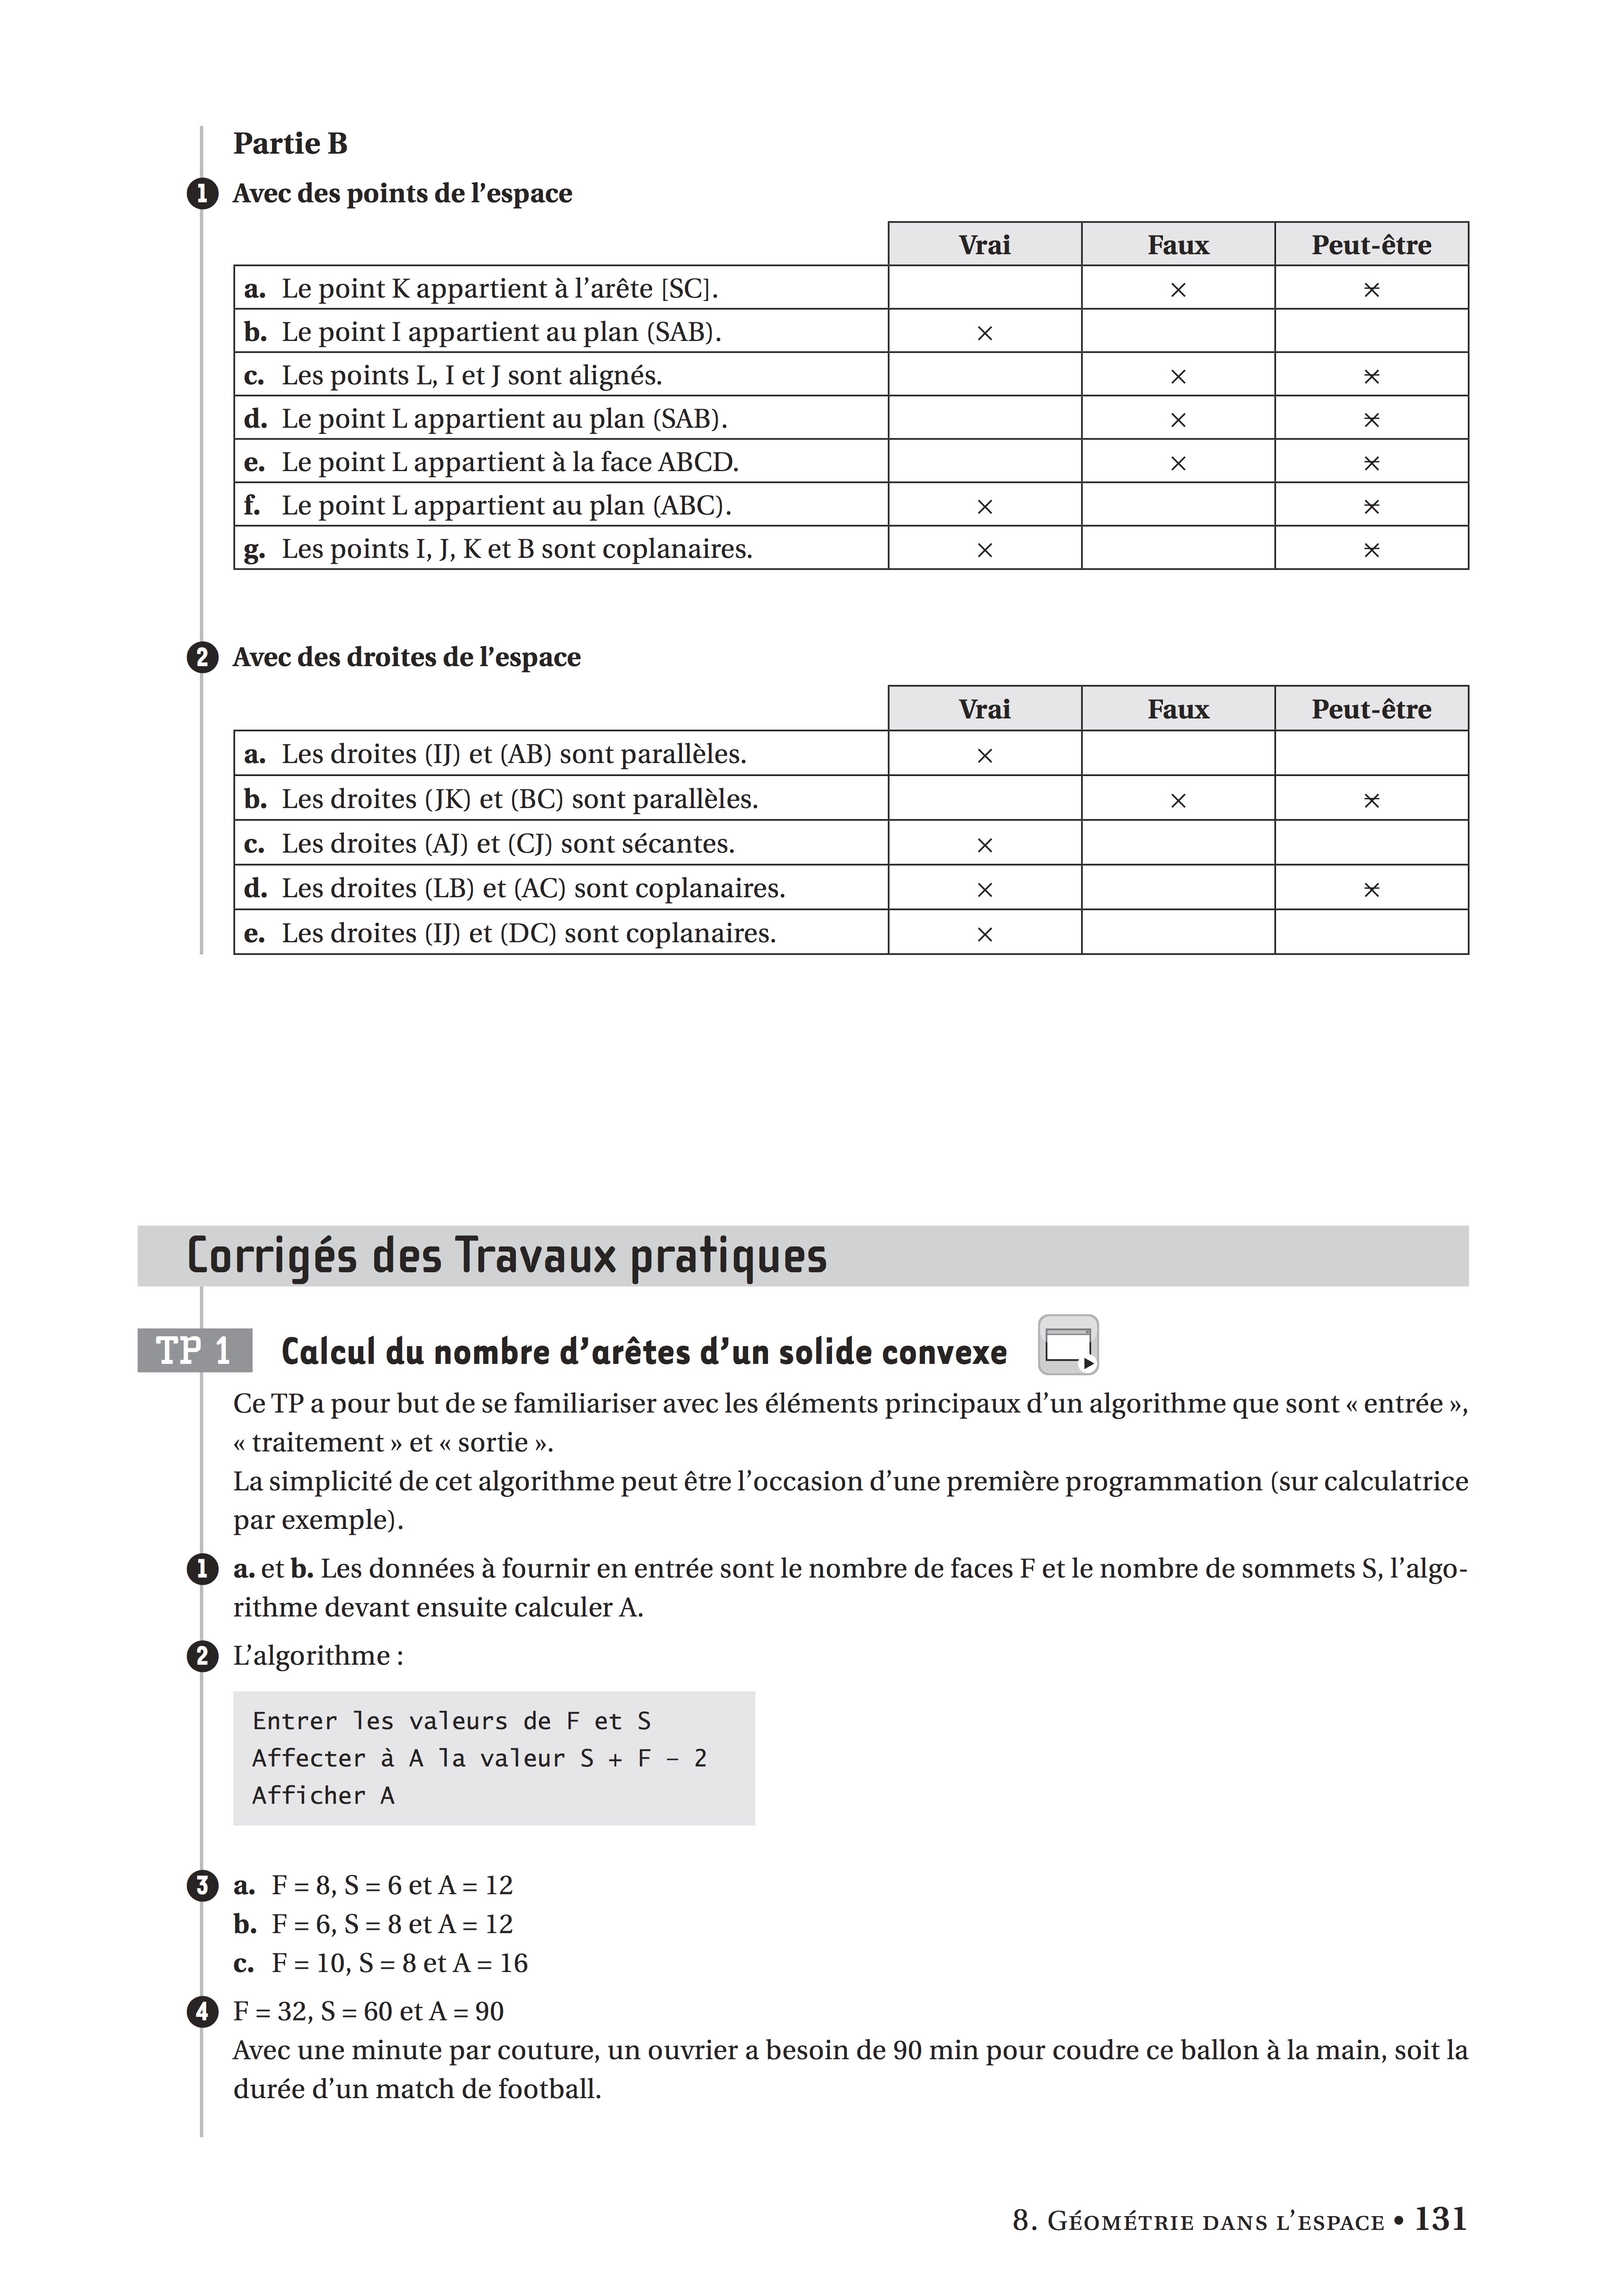 Partie B
1 Avec des points de l’espace
Vrai Faux Peut-être
a. Le point K appartient à l’arête [SC]. × ×
b. Le point I appartient au plan (SAB). ×
c. Les points L, I et J sont alignés. × ×
d. Le point L appartient au plan (SAB). × ×
e. Le point L appartient à la face ABCD. × ×
f. Le point L appartient au plan (ABC). × ×
g. Les points I, J, K et B sont coplanaires. × ×
2 Avec des droites de l’espace
Vrai Faux Peut-être
a. Les droites (IJ) et (AB) sont parallèles. ×
b. Les droites (JK) et (BC) sont parallèles. × ×
c. Les droites (AJ) et (CJ) sont sécantes. ×
d. Les droites (LB) et (AC) sont coplanaires. × ×
e. Les droites (IJ) et (DC) sont coplanaires. ×
Corrigés des Travaux pratiques
TP 1 Calcul du nombre d’arêtes d’un solide convexe
Ce TP a pour but de se familiariser avec les éléments principaux d’un algorithme que sont « entrée »,
« traitement » et « sortie ».
La simplicité de cet algorithme peut être l’occasion d’une première programmation (sur calculatrice
par exemple).
1 a. et b. Les données à fournir en entrée sont le nombre de faces F et le nombre de sommets S, l’algo-
rithme devant ensuite calculer A.
2 L’algorithme :
Entrer les valeurs de F et S
Affecter à A la valeur S + F – 2
Afficher A
3 a. F = 8, S = 6 et A = 12
b. F = 6, S = 8 et A = 12
c. F = 10, S = 8 et A = 16
4 F = 32, S = 60 et A = 90
Avec une minute par couture, un ouvrier a besoin de 90 min pour coudre ce ballon à la main, soit la
durée d’un match de football.
8. Géométrie dans l’espace • 131